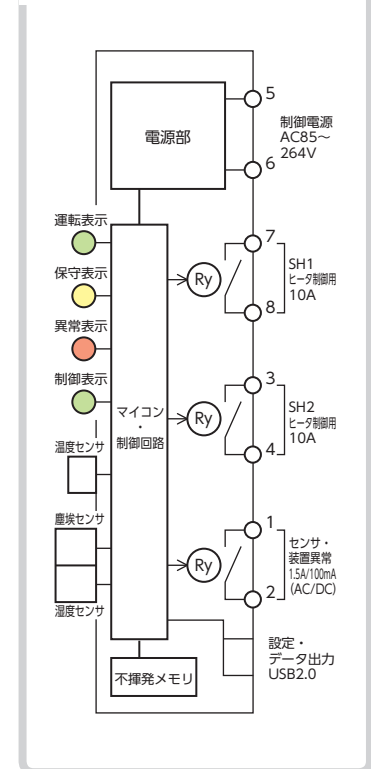 電源部
5
6
制御電源
AC85～
264V
運転表示
保守表示
異常表示
制御表示
温度センサ
塵埃センサ
湿度センサ
マイコン
・
制御回路
不揮発メモリ
Ry
7
8
SH1
ヒータ制御用
10A
Ry
3
4
SH2
ヒータ制御用
10A
Ry
1
2
センサ・
装置異常
1.5A/100mA
(AC/DC)
設定・
データ出力
USB2.0